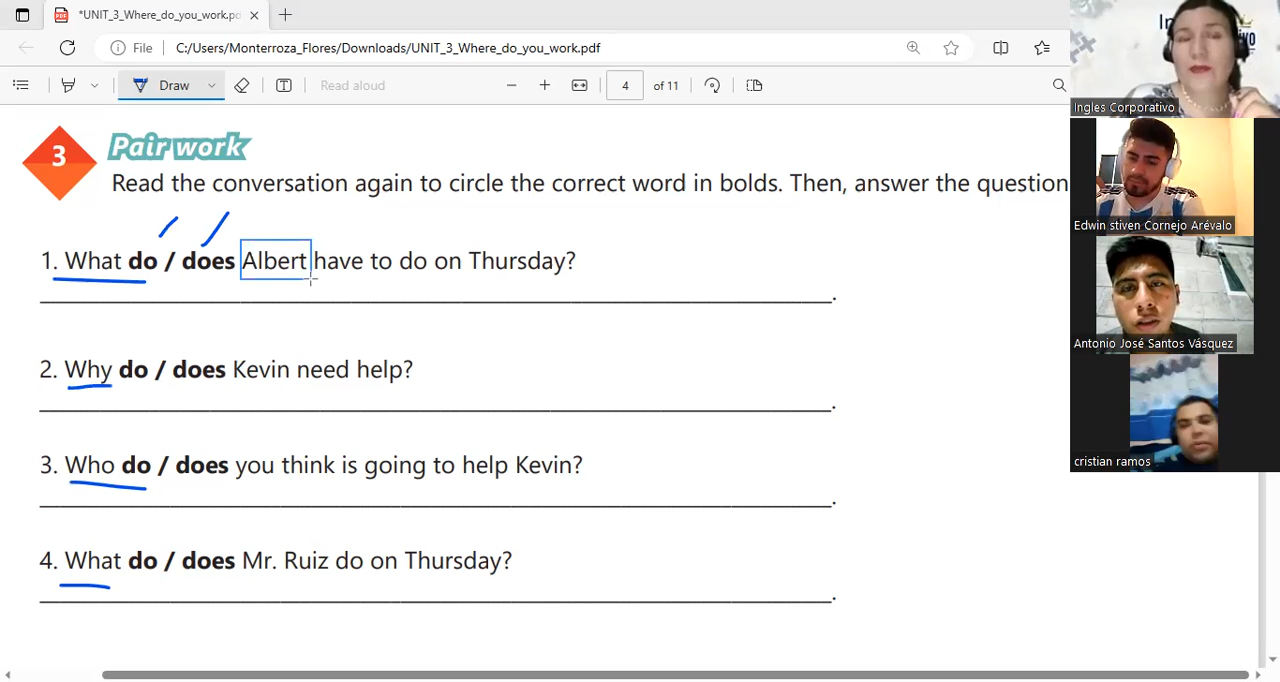 *UNIT_3_Where_do_you_work.pd
File C:/Users/Monterroza_Flores/Downloads/UNIT_3_Where_do_you_work.pdf
Draw Read aloud 4 of 11
Ingles Corporativo
3 Pair work
Read the conversation again to circle the correct word in bolds. Then, answer the question
Edwin stiven Cornejo Arévalo
1. What do / does Albert have to do on Thursday?
Antonio José Santos Vásquez
2. Why do / does Kevin need help?
3. Who do / does you think is going to help Kevin?
cristian ramos
4. What do / does Mr. Ruiz do on Thursday?